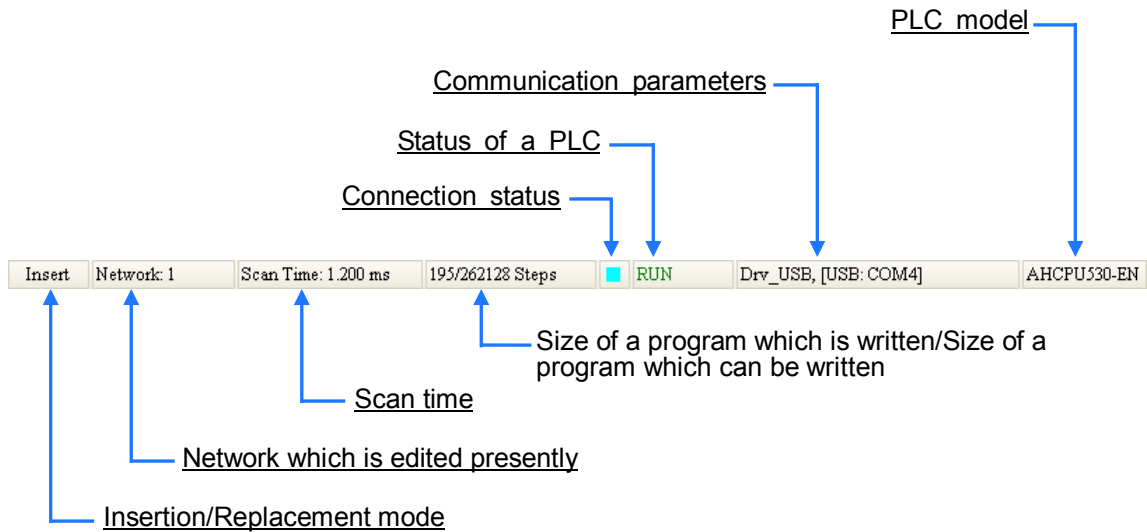 PLC model
Communication parameters
Status of a PLC
Connection status
Insert Network: 1 Scan Time: 1.200 ms 195/262128 Steps RUN Drv_USB, [USB: COM4] AHCPU530-EN
Size of a program which is written/Size of a
program which can be written
Scan time
Network which is edited presently
Insertion/Replacement mode